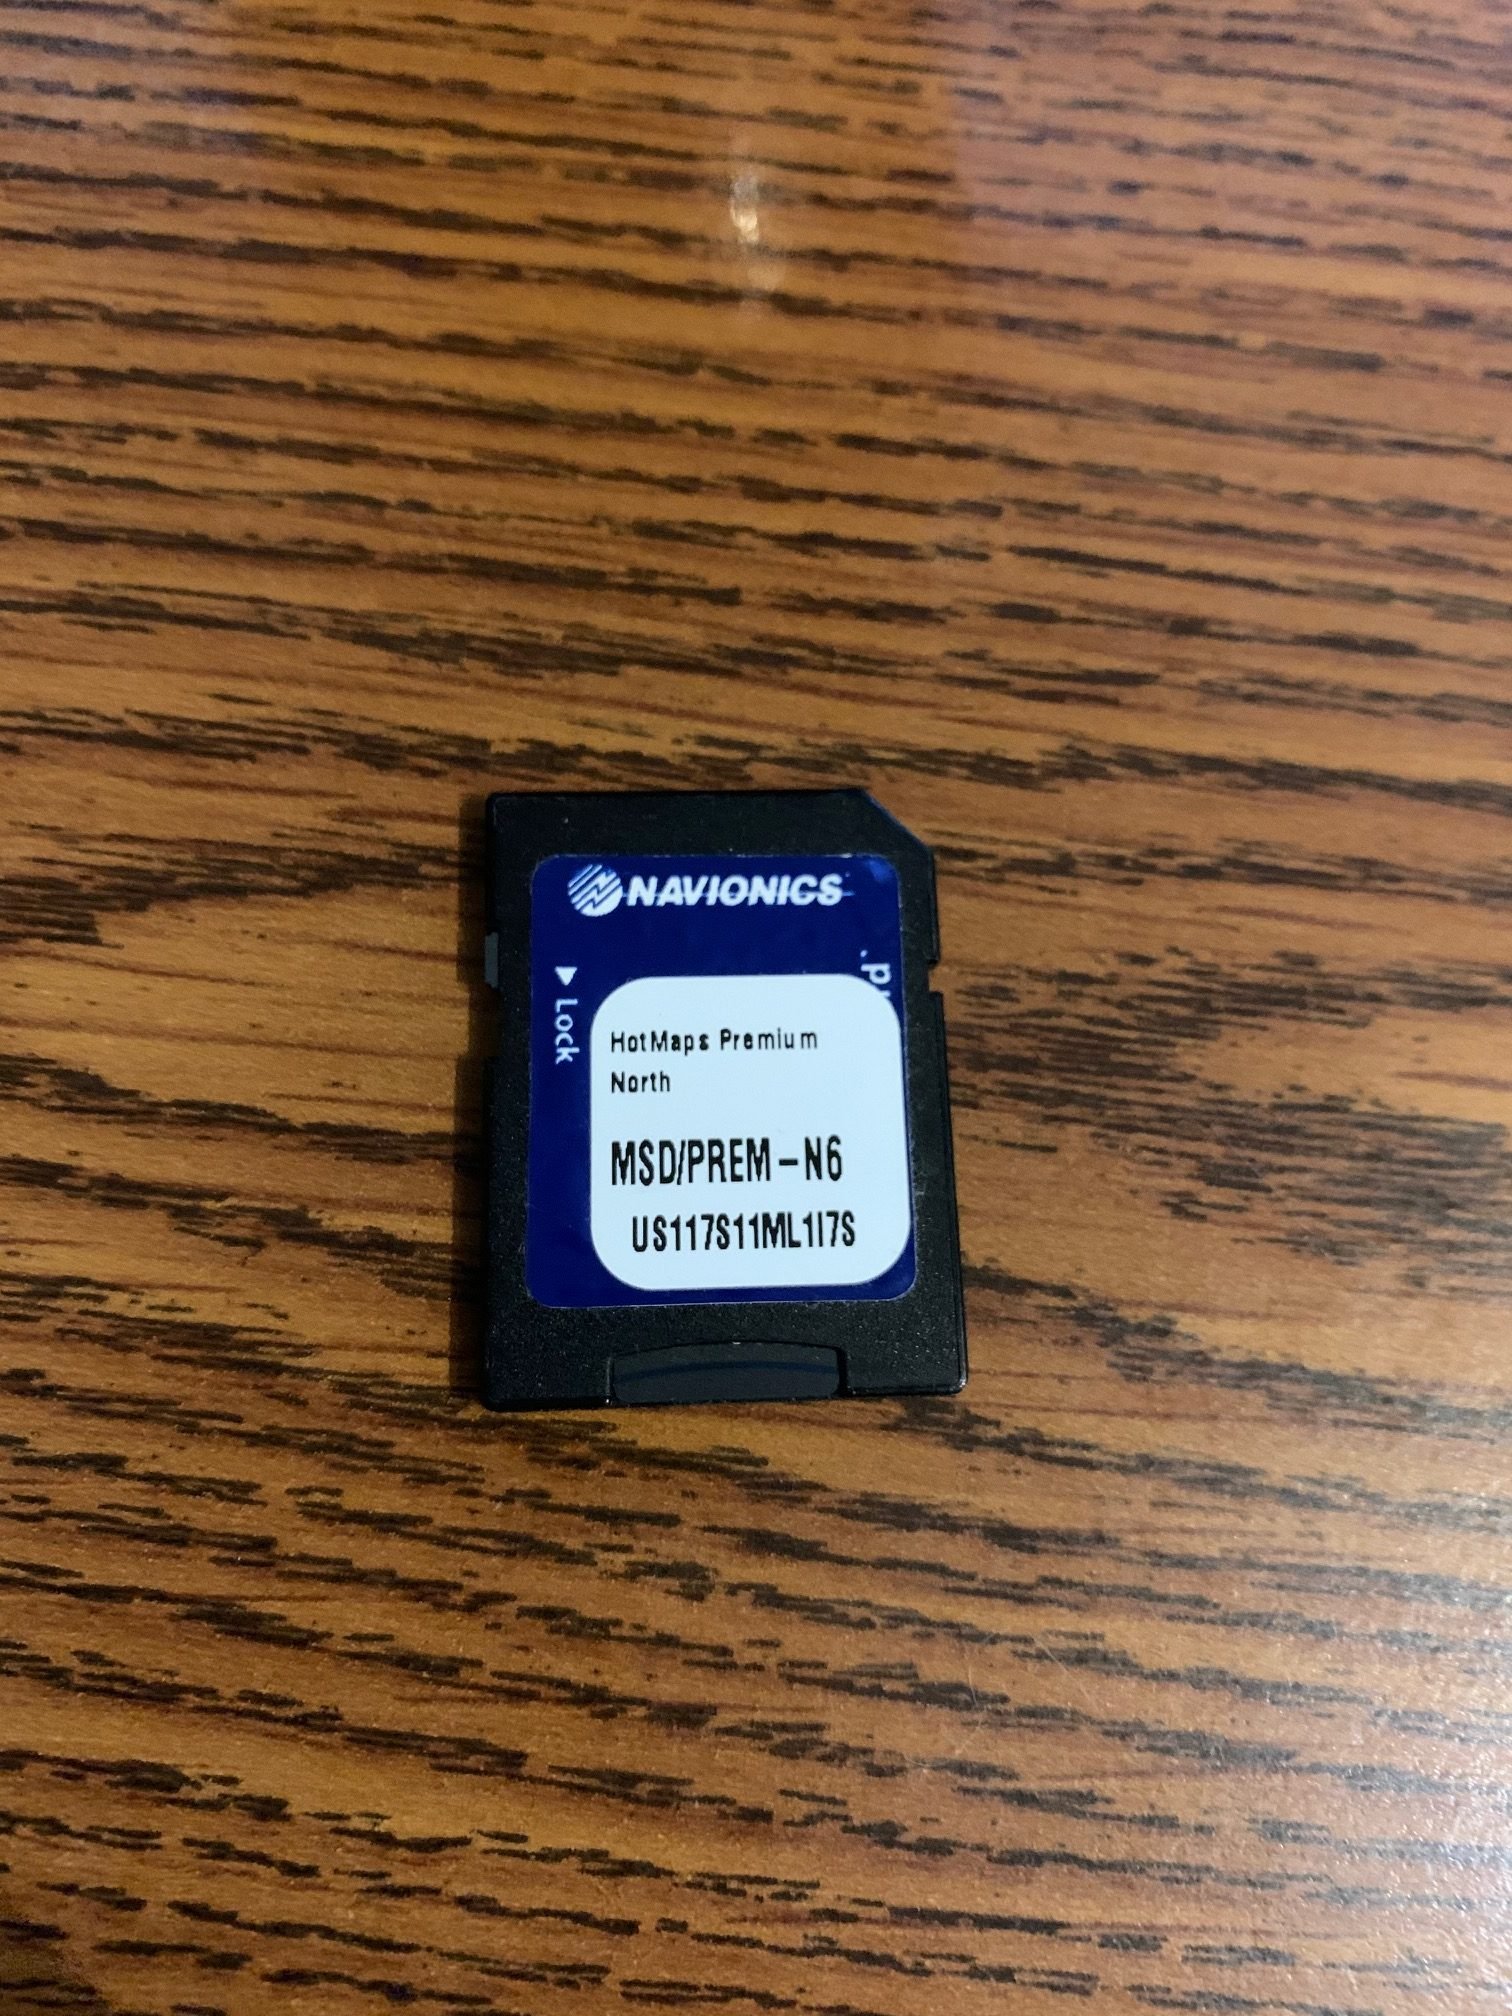 NAVIONICS
Lock
HotMaps Premium
North
MSD/PREM-N6
US117S11ML1I7S